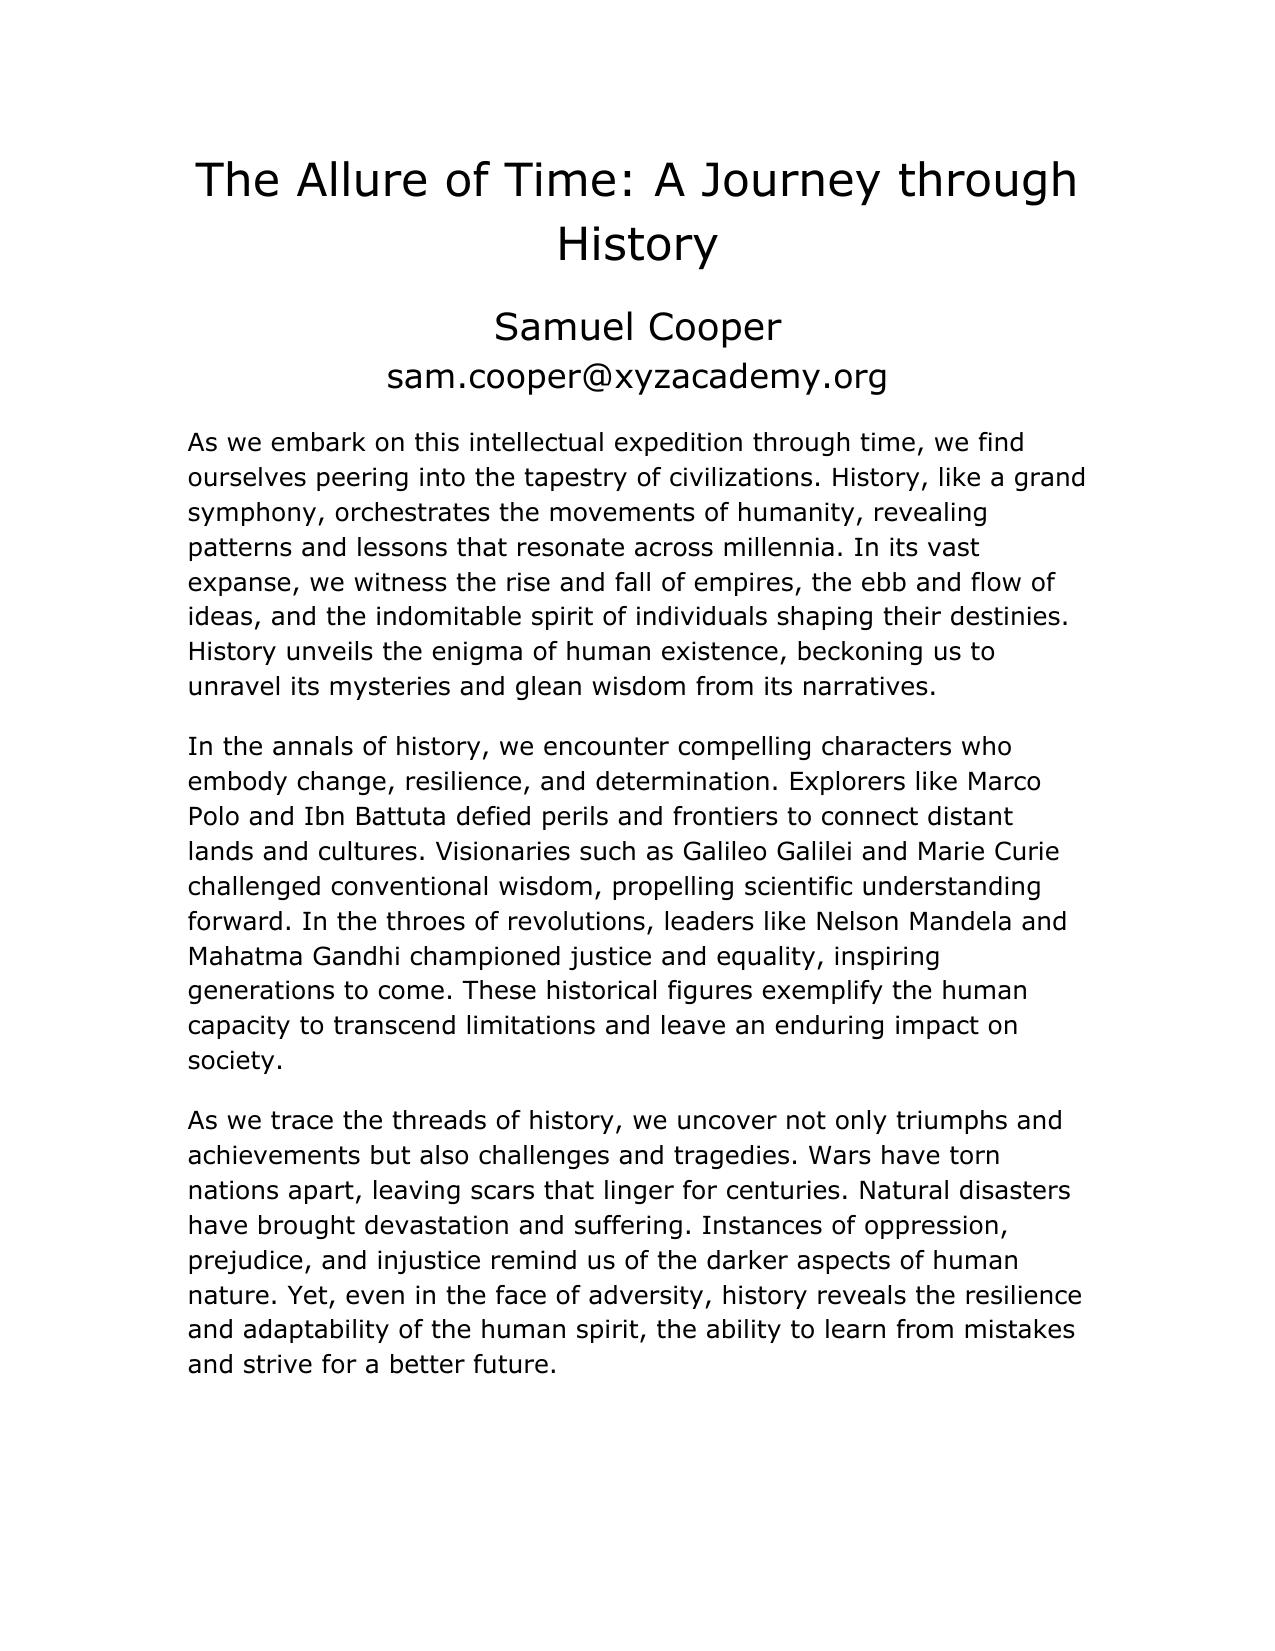 The Allure of Time: A Journey through
History
Samuel Cooper
sam.cooper@xyzacademy.org
As we embark on this intellectual expedition through time, we find
ourselves peering into the tapestry of civilizations. History, like a grand
symphony, orchestrates the movements of humanity, revealing
patterns and lessons that resonate across millennia. In its vast
expanse, we witness the rise and fall of empires, the ebb and flow of
ideas, and the indomitable spirit of individuals shaping their destinies.
History unveils the enigma of human existence, beckoning us to
unravel its mysteries and glean wisdom from its narratives.
In the annals of history, we encounter compelling characters who
embody change, resilience, and determination. Explorers like Marco
Polo and Ibn Battuta defied perils and frontiers to connect distant
lands and cultures. Visionaries such as Galileo Galilei and Marie Curie
challenged conventional wisdom, propelling scientific understanding
forward. In the throes of revolutions, leaders like Nelson Mandela and
Mahatma Gandhi championed justice and equality, inspiring
generations to come. These historical figures exemplify the human
capacity to transcend limitations and leave an enduring impact on
society.
As we trace the threads of history, we uncover not only triumphs and
achievements but also challenges and tragedies. Wars have torn
nations apart, leaving scars that linger for centuries. Natural disasters
have brought devastation and suffering. Instances of oppression,
prejudice, and injustice remind us of the darker aspects of human
nature. Yet, even in the face of adversity, history reveals the resilience
and adaptability of the human spirit, the ability to learn from mistakes
and strive for a better future.